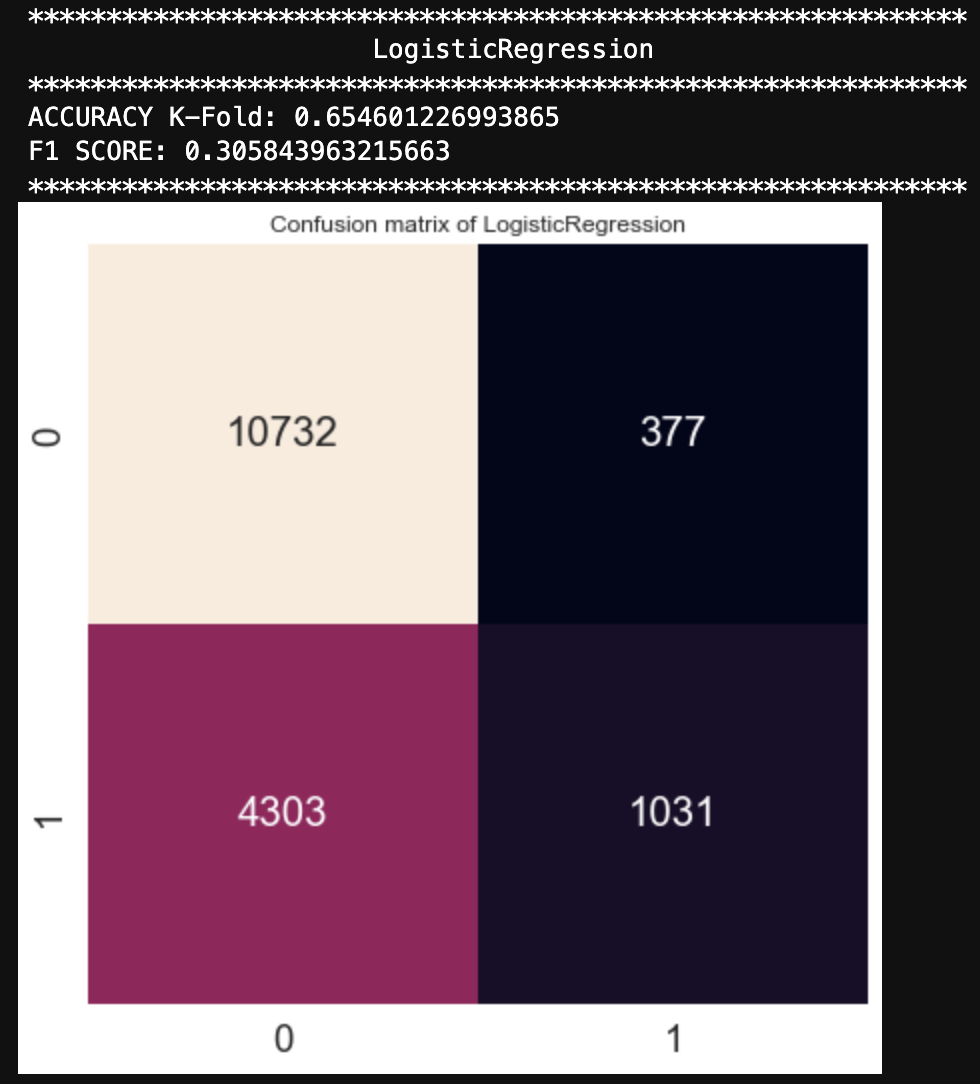 ************************************************************
LogisticRegression
************************************************************
ACCURACY K-Fold: 0.654601226993865
F1 SCORE: 0.305843963215663
************************************************************
Confusion matrix of LogisticRegression
0
10732
377
1
4303
1031
0
1